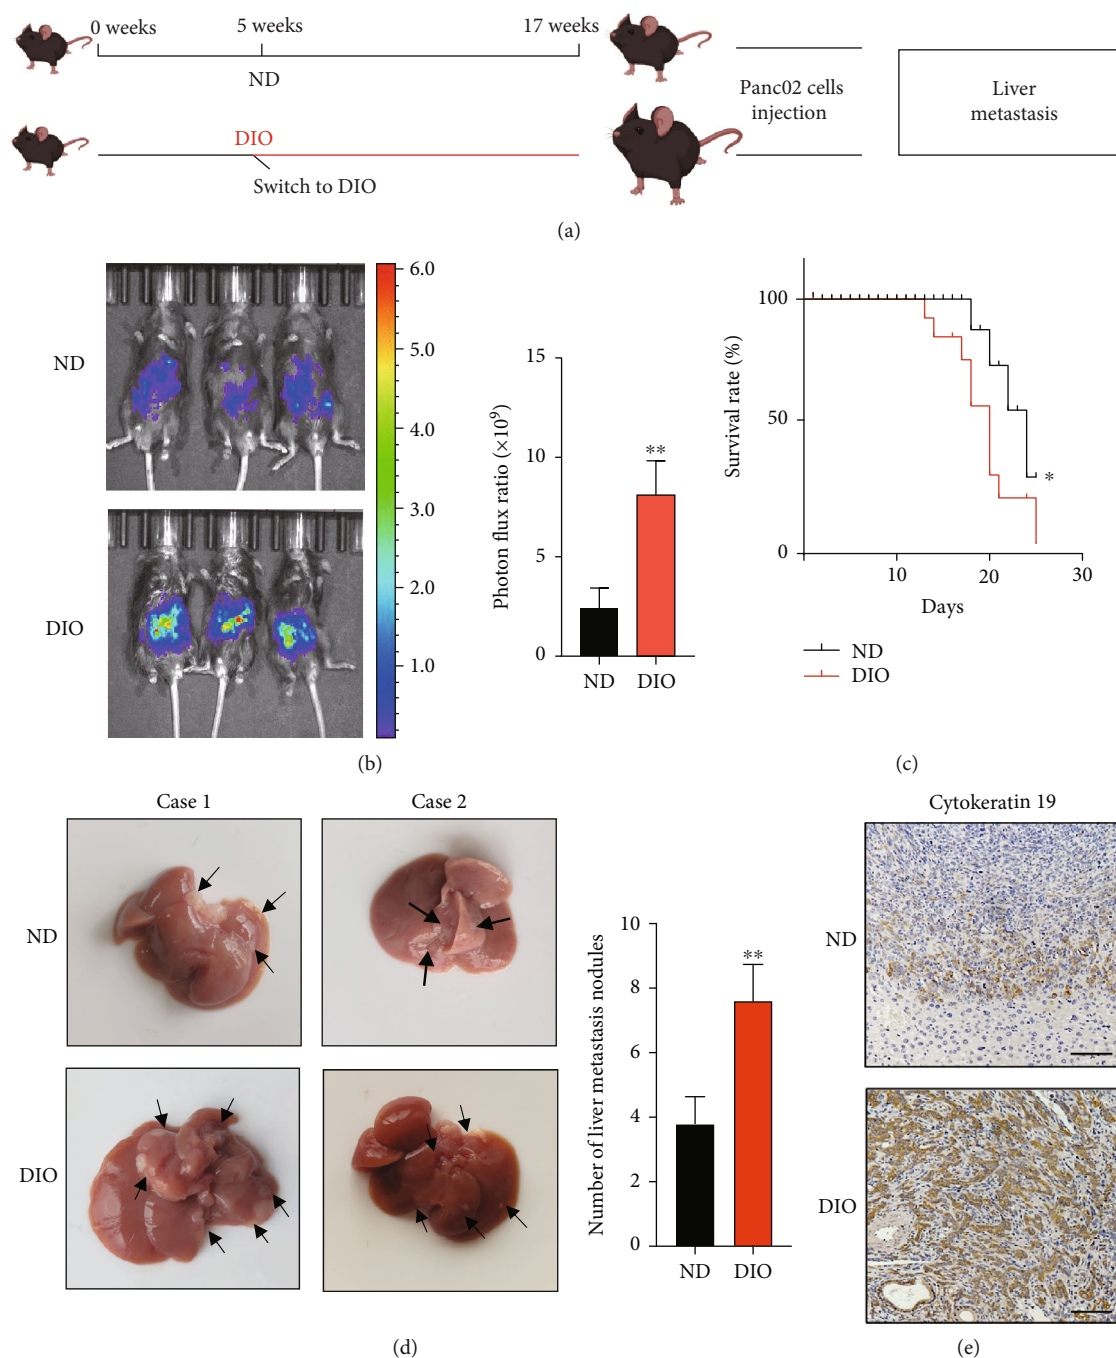 0 weeks
5 weeks
17 weeks
ND
DIO
Switch to DIO
Panc02 cells
injection
Liver
metastasis
(a)
ND
DIO
6.0
5.0
4.0
3.0
2.0
1.0
Photon flux ratio (×10⁹)
15
10
5
0
**
ND
DIO
(b)
Survival rate (%)
100
50
0
10
20
30
*
Days
ND
DIO
(c)
Case 1
Case 2
ND
DIO
Number of liver metastasis nodules
10
8
6
4
2
0
**
ND
DIO
(d)
Cytokeratin 19
ND
DIO
(e)